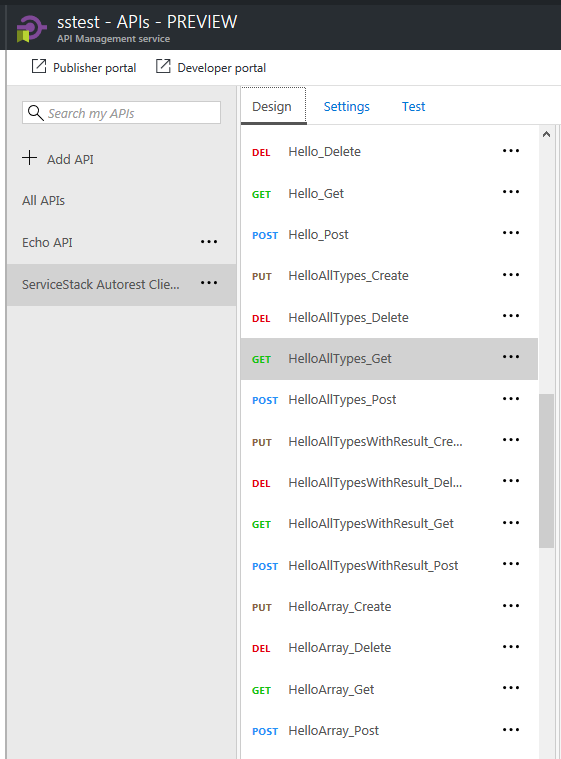 sstest - APIs - PREVIEW
API Management service
Publisher portal
Developer portal
Search my APIs
Add API
All APIs
Echo API
ServiceStack Autorest Clie...
Design
Settings
Test
DEL Hello_Delete
GET Hello_Get
POST Hello_Post
PUT HelloAllTypes_Create
DEL HelloAllTypes_Delete
GET HelloAllTypes_Get
POST HelloAllTypes_Post
PUT HelloAllTypesWithResult_Cre...
DEL HelloAllTypesWithResult_Del...
GET HelloAllTypesWithResult_Get
POST HelloAllTypesWithResult_Post
PUT HelloArray_Create
DEL HelloArray_Delete
GET HelloArray_Get
POST HelloArray_Post